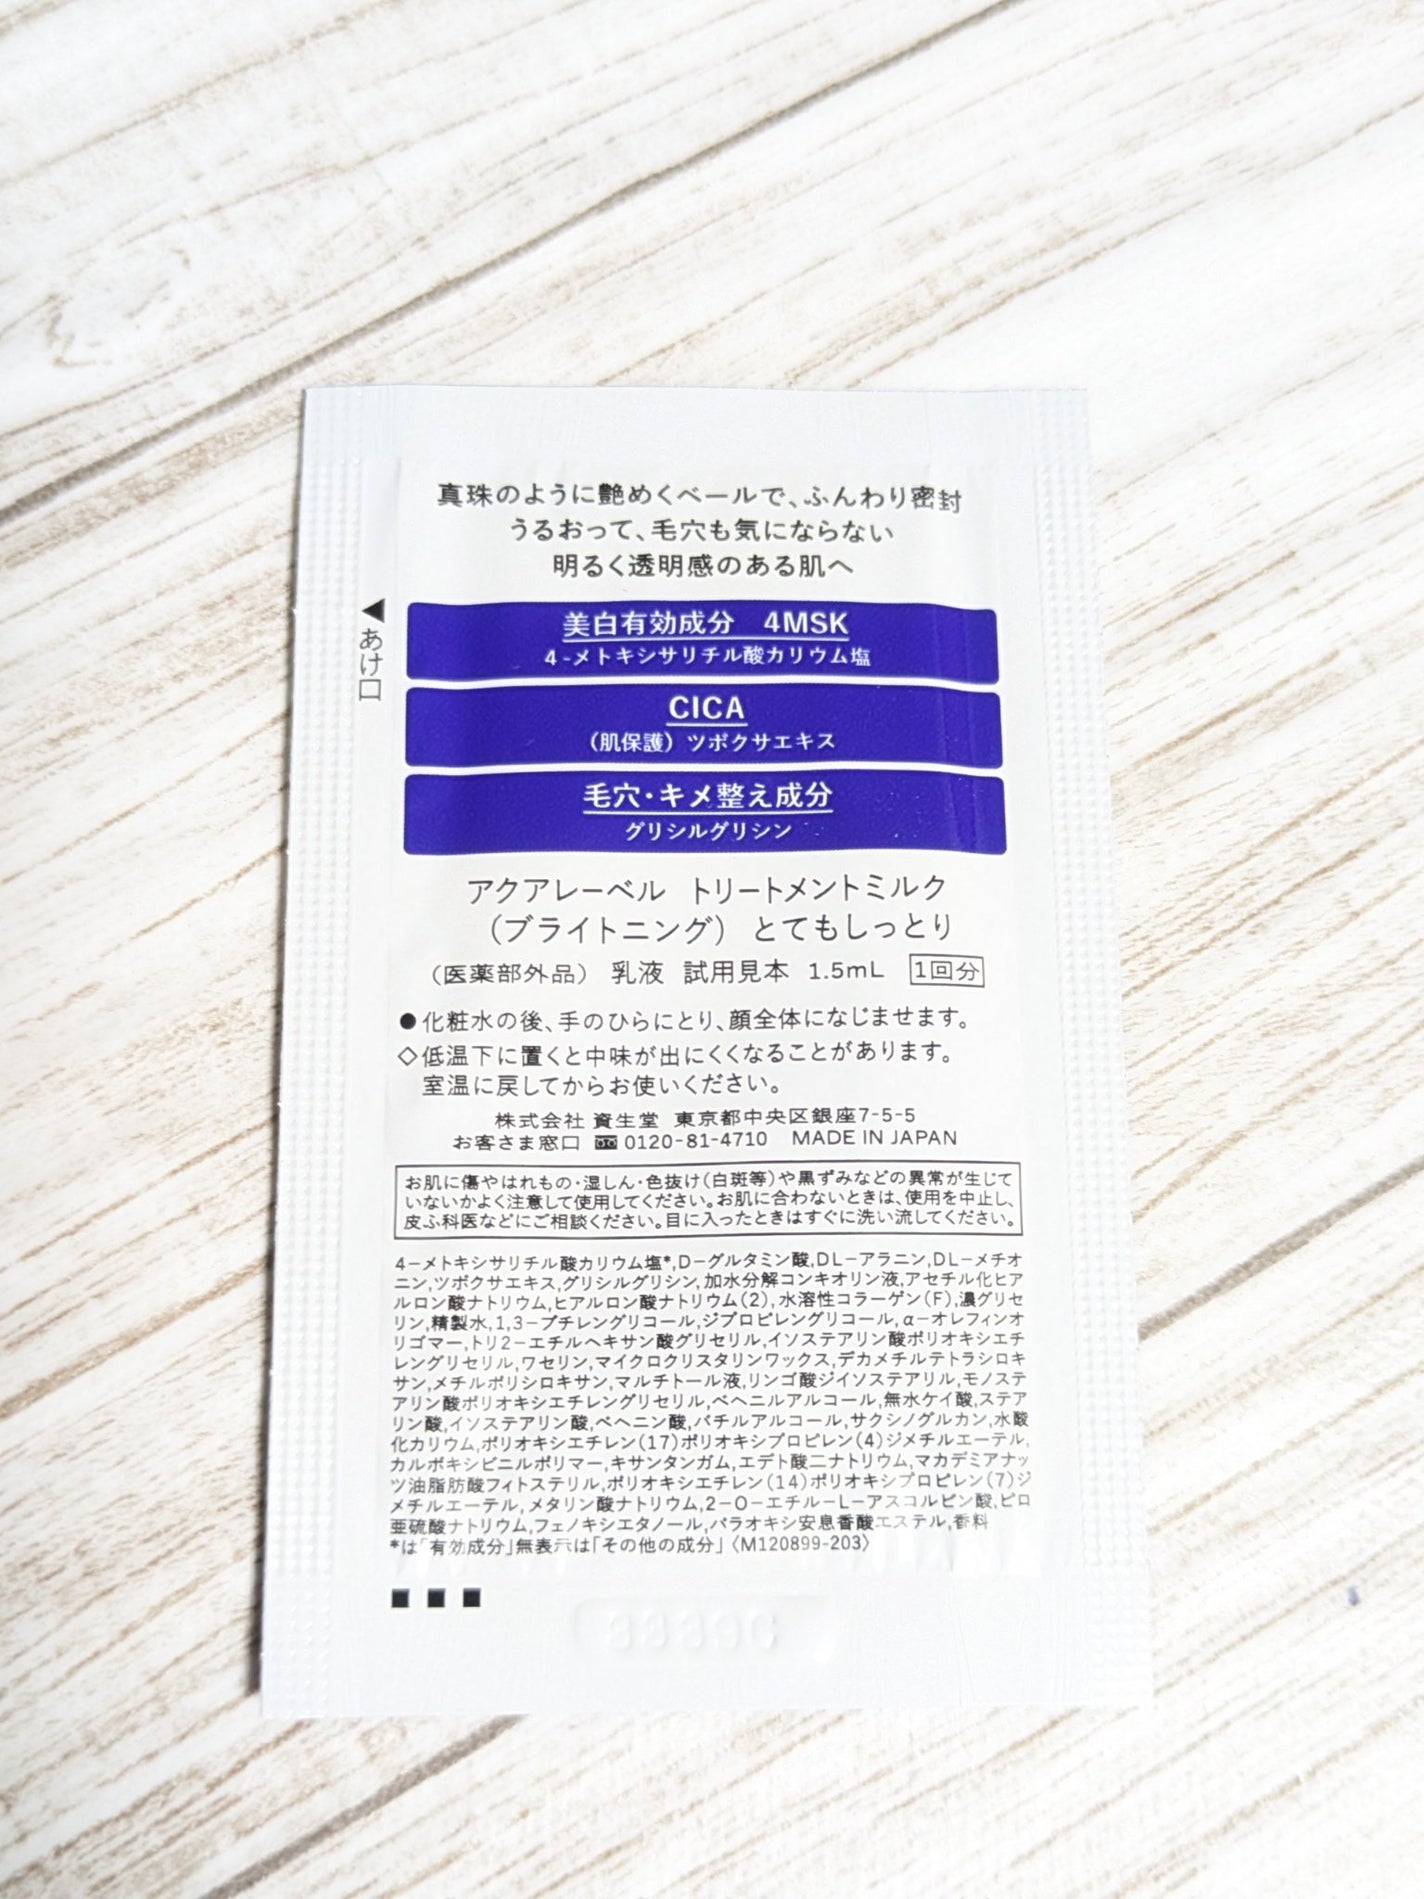 真珠のように艶めくベールで、ふんわり密封
うるおって、毛穴も気にならない
明るく透明感のある肌へ
◀あけ口
美白有効成分 4MSK
4-メトキシサリチル酸カリウム塩
CICA
（肌保護）ツボクサエキス
毛穴・キメ整え成分
グリシルグリシン
アクアレーベル トリートメントミルク
（ブライトニング） とてもしっとり
（医薬部外品） 乳液 試用見本 1.5mL 1回分
●化粧水の後、手のひらにとり、顔全体になじませます。
◇低温下に置くと中味が出にくくなることがあります。
室温に戻してからお使いください。
株式会社 資生堂 東京都中央区銀座7-5-5
お客さま窓口 0120-81-4710 MADE IN JAPAN
お肌に傷やはれもの・湿しん・色抜け（白斑等）や黒ずみなどの異常が生じて
いないかよく注意して使用してください。お肌に合わないときは、使用を中止し、
皮ふ科医などにご相談ください。目に入ったときはすぐに洗い流してください。
4－メトキシサリチル酸カリウム塩*,D－グルタミン酸,DL－アラニン,DL－メチオ
ニン,ツボクサエキス,グリシルグリシン,加水分解コンキオリン液,アセチル化ヒア
ルロン酸ナトリウム,ヒアルロン酸ナトリウム（2）,水溶性コラーゲン（F）,濃グリセ
リン,精製水,1,3－ブチレングリコール,ジプロピレングリコール,α－オレフィンオ
リゴマー,トリ2－エチルヘキサン酸グリセリル,イソステアリン酸ポリオキシエチ
レングリセリル,ワセリン,マイクロクリスタリンワックス,デカメチルテトラシロキ
サン,メチルポリシロキサン,マルチトール液,リンゴ酸ジイソステアリル,モノステ
アリン酸ポリオキシエチレングリセリル,ベヘニルアルコール,無水ケイ酸,ステア
リン酸,イソステアリン酸,ベヘニン酸,バチルアルコール,サクシノグルカン,水酸
化カリウム,ポリオキシエチレン（17）ポリオキシプロピレン（4）ジメチルエーテル,
カルボキシビニルポリマー,キサンタンガム,エデト酸二ナトリウム,マカデミアナッ
ツ油脂肪酸フィトステリル,ポリオキシエチレン（14）ポリオキシプロピレン（7）ジ
メチルエーテル,メタリン酸ナトリウム,2－O－エチル－L－アスコルビン酸,ピロ
亜硫酸ナトリウム,フェノキシエタノール,パラオキシ安息香酸エステル,香料
*は「有効成分」無表示は「その他の成分」〈M120899-203〉